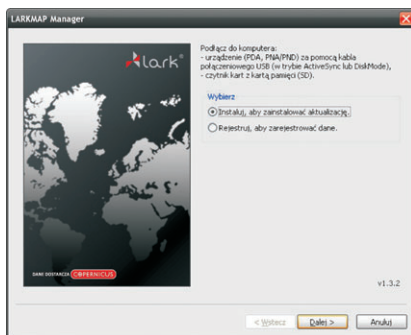 LARKMAP Manager
Lark®
Podłącz do komputera:
- urządzenie (PDA, PNA/PND) za pomocą kabla
połączeniowego USB (w trybie ActiveSync lub DiskMode),
- czytnik kart z kartą pamięci (SD).
Wybierz
Instaluj, aby zainstalować aktualizację.
Rejestruj, aby zarejestrować dane.
DANE DOSTARCZA COPERNICUS
v1.3.2
< Wstecz Dalej > Anuluj